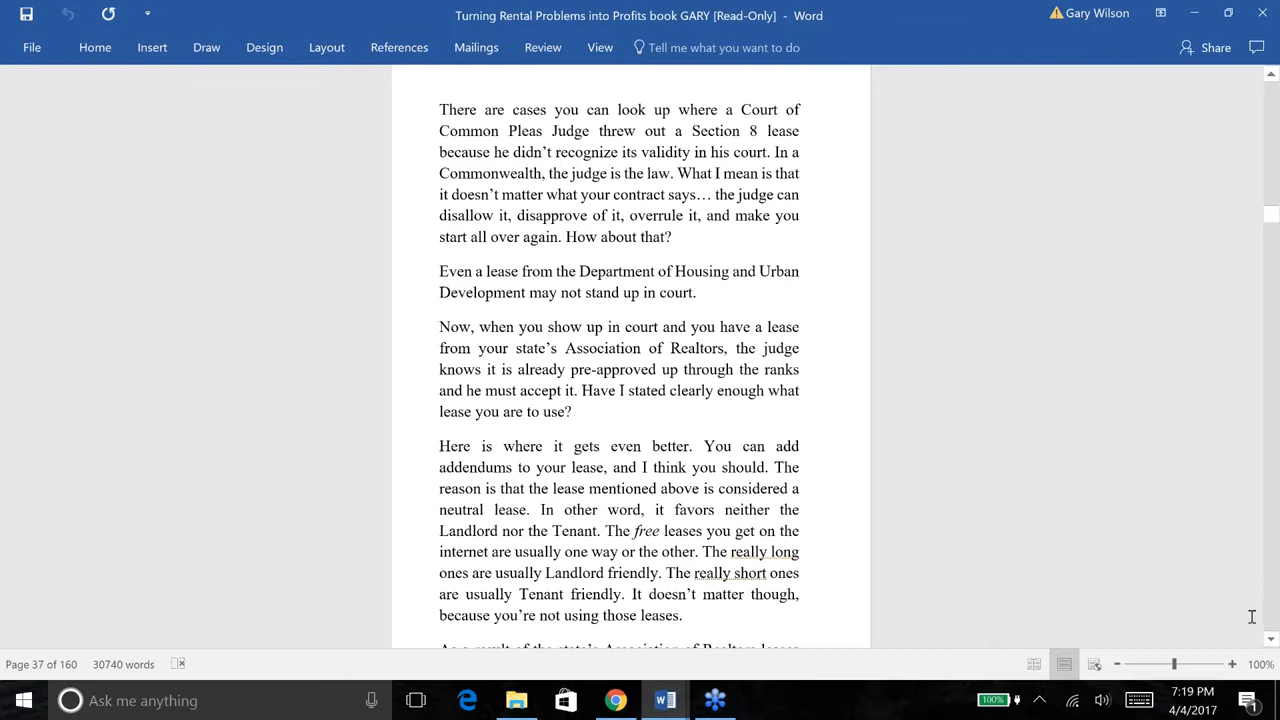 Turning Rental Problems into Profits book GARY [Read-Only] - Word
Gary Wilson
File Home Insert Draw Design Layout References Mailings Review View Tell me what you want to do Share
There are cases you can look up where a Court of
Common Pleas Judge threw out a Section 8 lease
because he didn’t recognize its validity in his court. In a
Commonwealth, the judge is the law. What I mean is that
it doesn’t matter what your contract says… the judge can
disallow it, disapprove of it, overrule it, and make you
start all over again. How about that?
Even a lease from the Department of Housing and Urban
Development may not stand up in court.
Now, when you show up in court and you have a lease
from your state’s Association of Realtors, the judge
knows it is already pre-approved up through the ranks
and he must accept it. Have I stated clearly enough what
lease you are to use?
Here is where it gets even better. You can add
addendums to your lease, and I think you should. The
reason is that the lease mentioned above is considered a
neutral lease. In other word, it favors neither the
Landlord nor the Tenant. The free leases you get on the
internet are usually one way or the other. The really long
ones are usually Landlord friendly. The really short ones
are usually Tenant friendly. It doesn’t matter though,
because you’re not using those leases.
As a result of the state’s Association of Realtors leases
Page 37 of 160 30740 words 100%
Ask me anything
100%
7:19 PM
4/4/2017
1